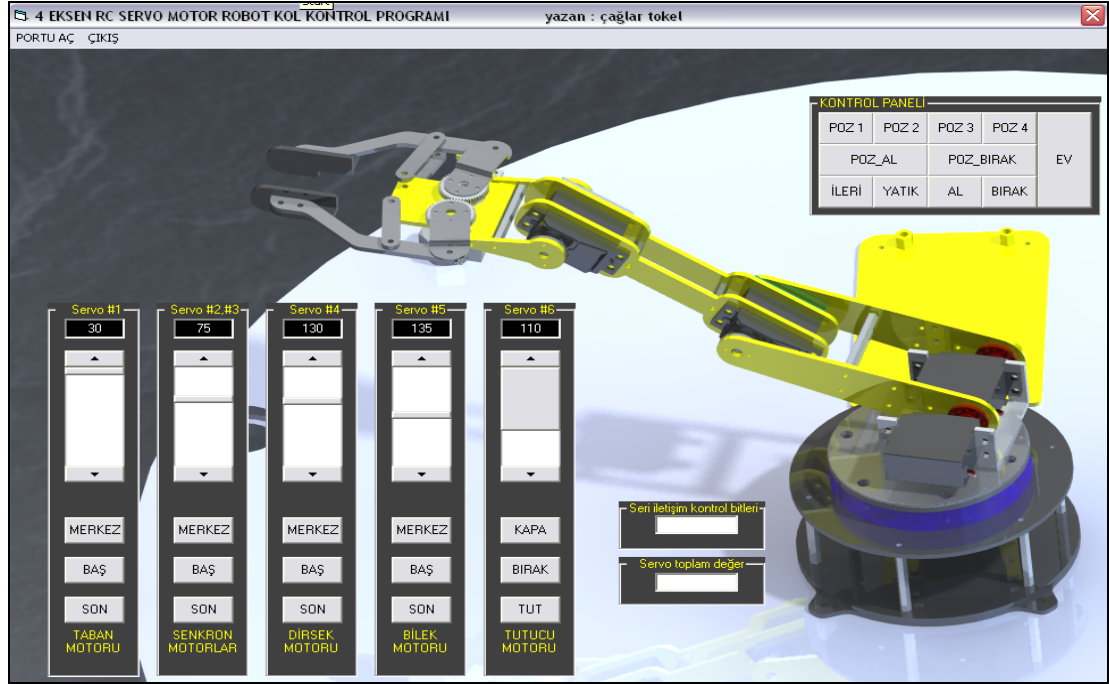 Start
4 EKSEN RC SERVO MOTOR ROBOT KOL KONTROL PROGRAMI yazan : çağlar tokel
PORTU AÇ ÇIKIŞ
KONTROL PANELİ
POZ 1 POZ 2 POZ 3 POZ 4
POZ_AL POZ_BIRAK EV
İLERİ YATIK AL BIRAK
Servo #1 Servo #2,#3 Servo #4 Servo #5 Servo #6
30 75 130 135 110
Seri iletişim kontrol bitleri
MERKEZ MERKEZ MERKEZ MERKEZ KAPA
Servo toplam değer
BAŞ BAŞ BAŞ BAŞ BIRAK
SON SON SON SON TUT
TABAN SENKRON DİRSEK BİLEK TUTUCU
MOTORU MOTORLAR MOTORU MOTORU MOTORU